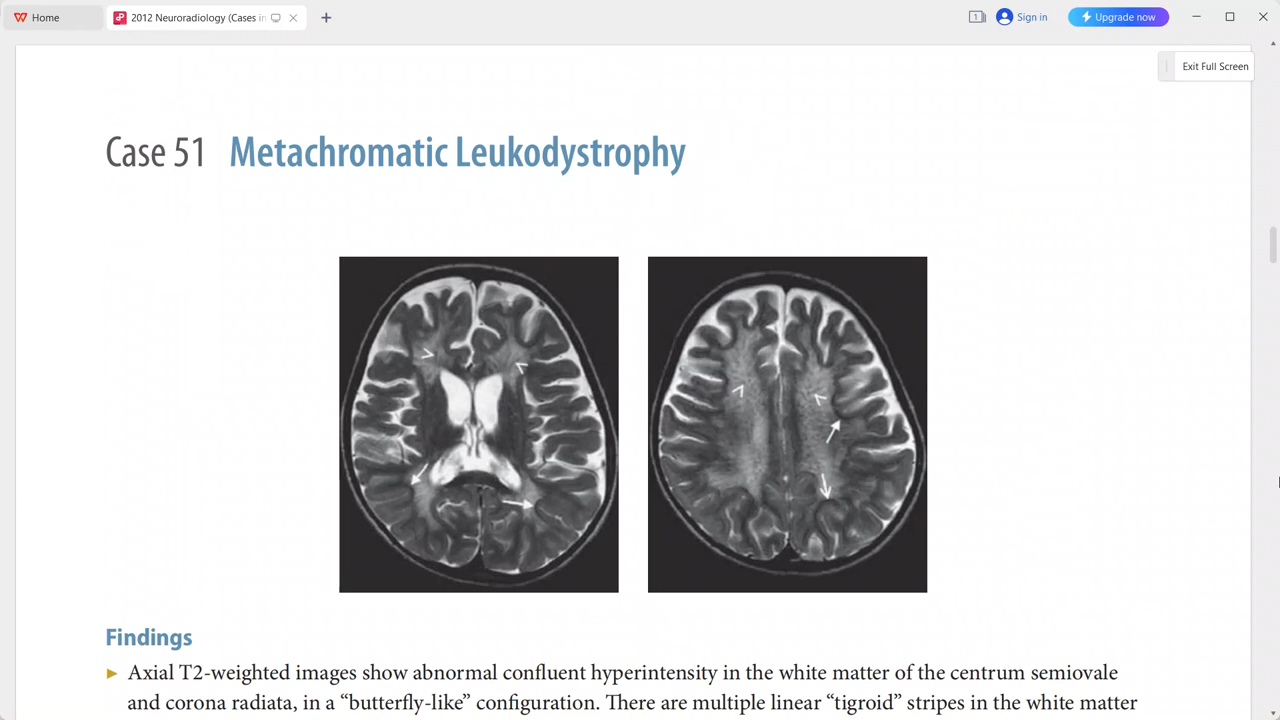 Home
2012 Neuroradiology (Cases in
1
Sign in
Upgrade now
Exit Full Screen
Case 51 Metachromatic Leukodystrophy
Findings
► Axial T2-weighted images show abnormal confluent hyperintensity in the white matter of the centrum semiovale
and corona radiata, in a “butterfly-like” configuration. There are multiple linear “tigroid” stripes in the white matter